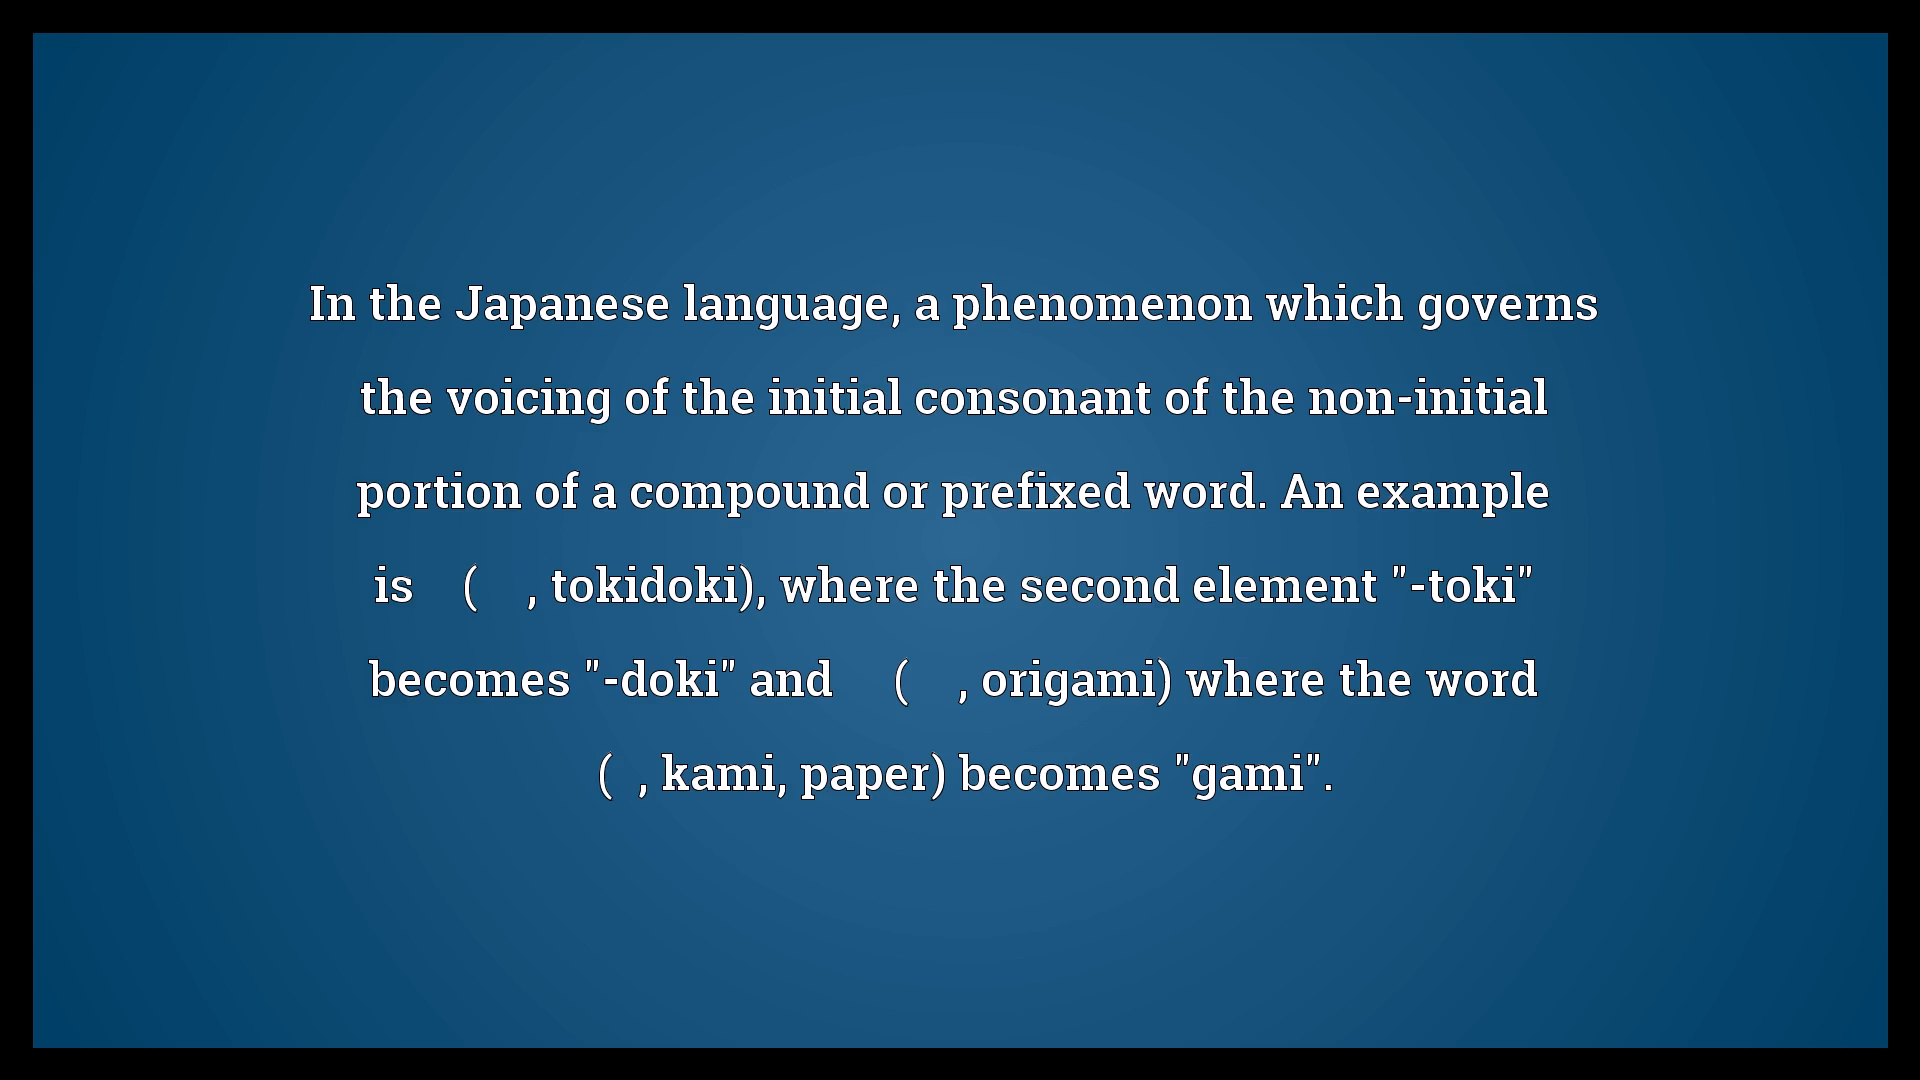 In the Japanese language, a phenomenon which governs
the voicing of the initial consonant of the non-initial
portion of a compound or prefixed word. An example
is ( , tokidoki), where the second element "-toki"
becomes "-doki" and ( , origami) where the word
( , kami, paper) becomes "gami".